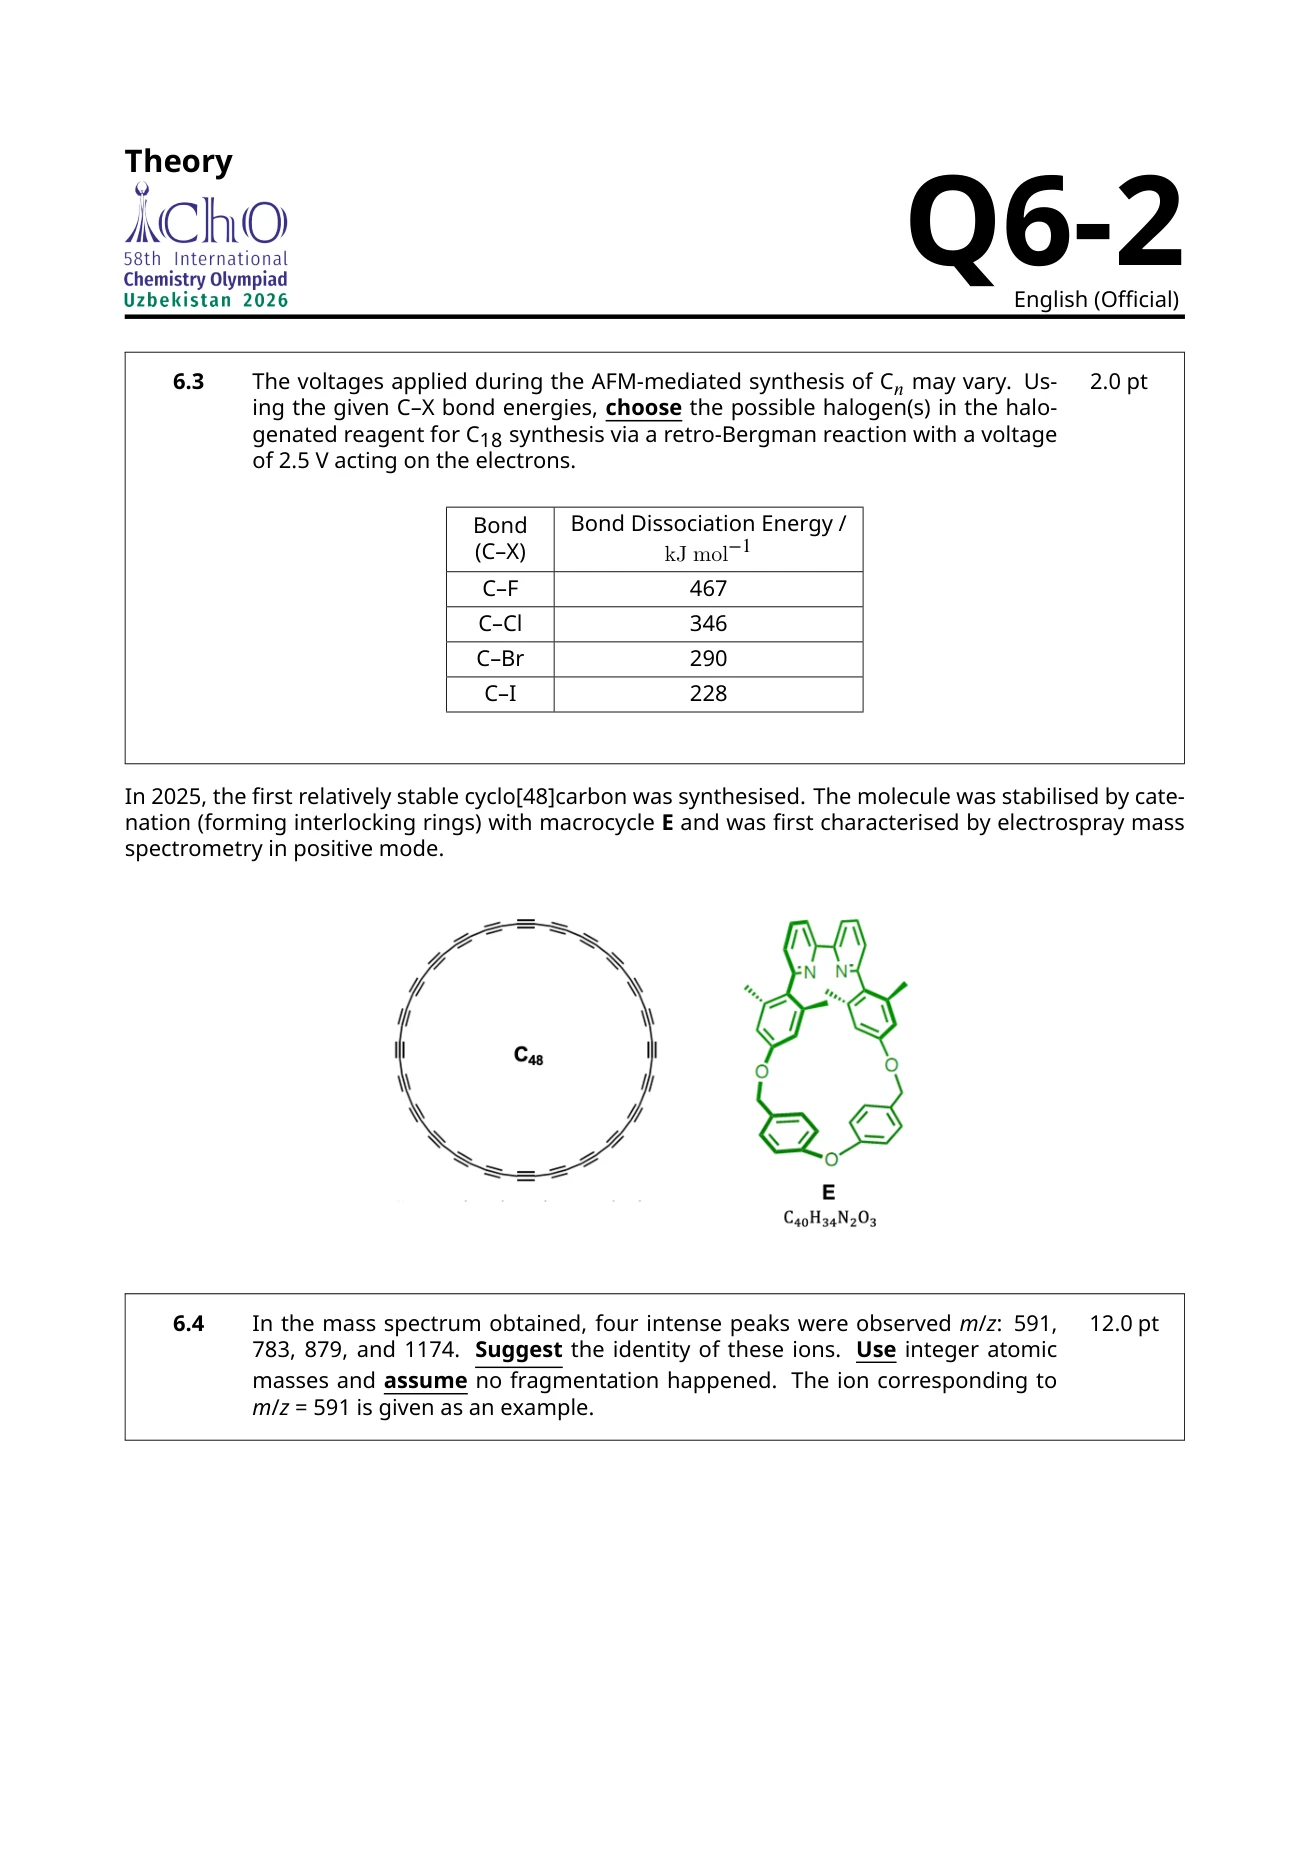 Theory
IChO
58th International
Chemistry Olympiad
Uzbekistan 2026
Q6-2
English (Official)
6.3 The voltages applied during the AFM-mediated synthesis of Cₙ may vary. Us- 2.0 pt
ing the given C–X bond energies, choose the possible halogen(s) in the halo-
genated reagent for C₁₈ synthesis via a retro-Bergman reaction with a voltage
of 2.5 V acting on the electrons.
Bond Bond Dissociation Energy /
(C–X) kJ mol⁻¹
C–F 467
C–Cl 346
C–Br 290
C–I 228
In 2025, the first relatively stable cyclo[48]carbon was synthesised. The molecule was stabilised by cate-
nation (forming interlocking rings) with macrocycle E and was first characterised by electrospray mass
spectrometry in positive mode.
N N
C₄₈
O O
O
E
C₄₀H₃₄N₂O₃
6.4 In the mass spectrum obtained, four intense peaks were observed m/z: 591, 12.0 pt
783, 879, and 1174. Suggest the identity of these ions. Use integer atomic
masses and assume no fragmentation happened. The ion corresponding to
m/z = 591 is given as an example.